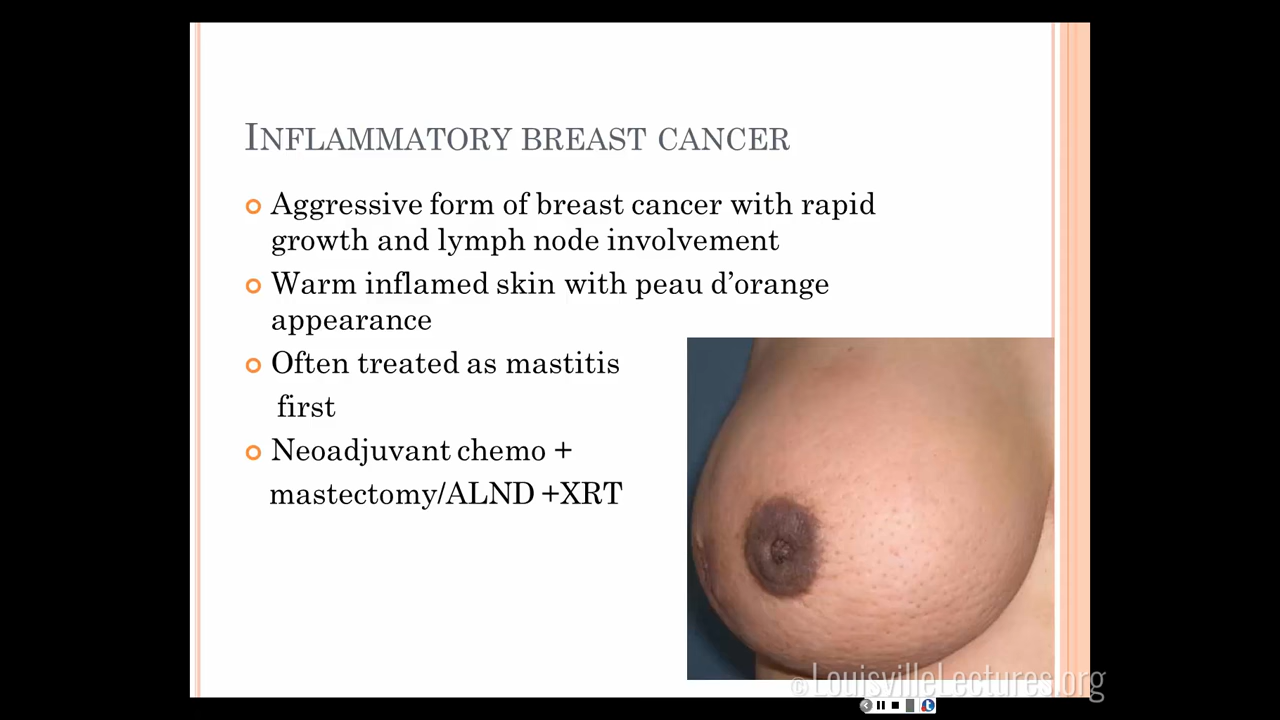 INFLAMMATORY BREAST CANCER
Aggressive form of breast cancer with rapid
growth and lymph node involvement
Warm inflamed skin with peau d’orange
appearance
Often treated as mastitis
first
Neoadjuvant chemo +
mastectomy/ALND +XRT
© LouisvilleLectures.org